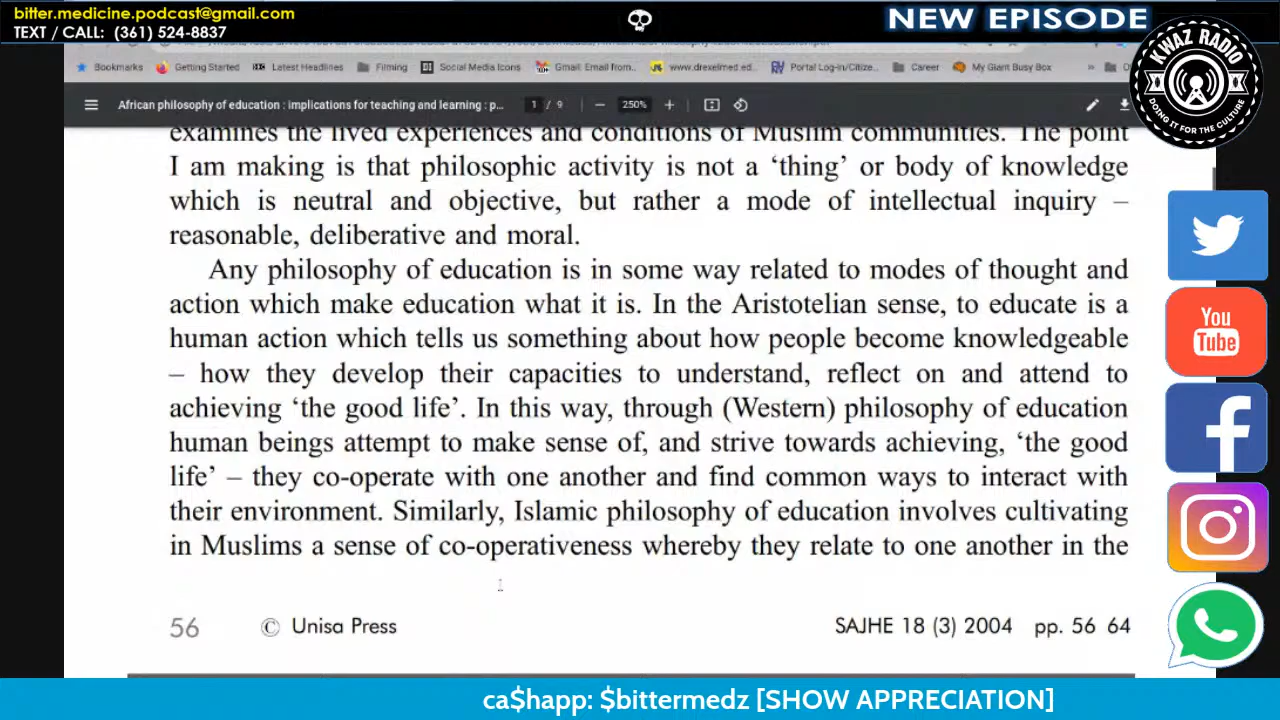 bitter.medicine.podcast@gmail.com
TEXT / CALL: (361) 524-8837
NEW EPISODE
KWAZ RADIO
DOING IT FOR THE CULTURE
Bookmarks
Getting Started
Latest Headlines
Filming
Social Media Icons
Gmail: Email from...
www.drexelmed.ed...
Portal Log-in/Citize...
Career
My Giant Busy Box
»
African philosophy of education : implications for teaching and learning : p...
1 / 9
250%
examines the lived experiences and conditions of Muslim communities. The point
I am making is that philosophic activity is not a ‘thing’ or body of knowledge
which is neutral and objective, but rather a mode of intellectual inquiry –
reasonable, deliberative and moral.
Any philosophy of education is in some way related to modes of thought and
action which make education what it is. In the Aristotelian sense, to educate is a
human action which tells us something about how people become knowledgeable
– how they develop their capacities to understand, reflect on and attend to
achieving ‘the good life’. In this way, through (Western) philosophy of education
human beings attempt to make sense of, and strive towards achieving, ‘the good
life’ – they co-operate with one another and find common ways to interact with
their environment. Similarly, Islamic philosophy of education involves cultivating
in Muslims a sense of co-operativeness whereby they relate to one another in the
56 © Unisa Press SAJHE 18 (3) 2004 pp. 56 64
You
Tube
ca$happ: $bittermedz [SHOW APPRECIATION]